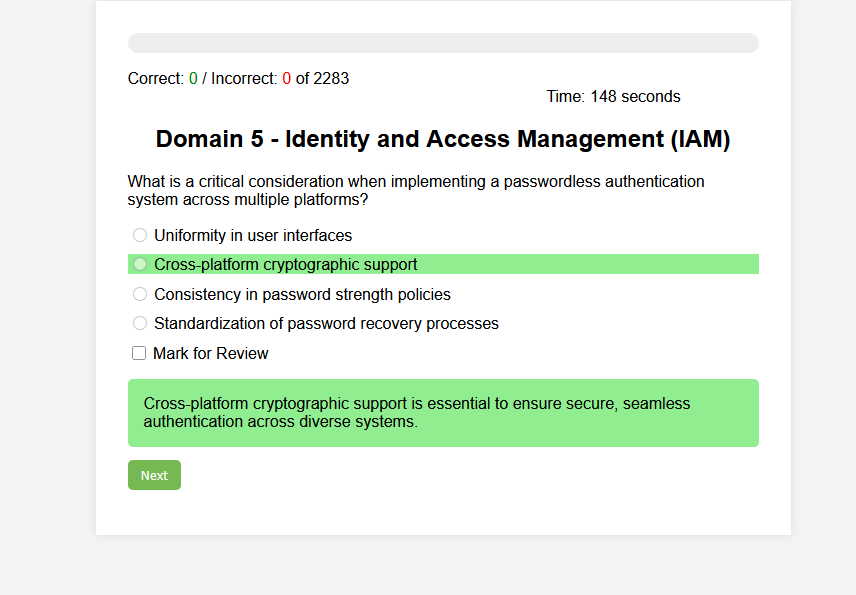 Correct: 0 / Incorrect: 0 of 2283
Time: 148 seconds
Domain 5 - Identity and Access Management (IAM)
What is a critical consideration when implementing a passwordless authentication
system across multiple platforms?
Uniformity in user interfaces
Cross-platform cryptographic support
Consistency in password strength policies
Standardization of password recovery processes
Mark for Review
Cross-platform cryptographic support is essential to ensure secure, seamless
authentication across diverse systems.
Next